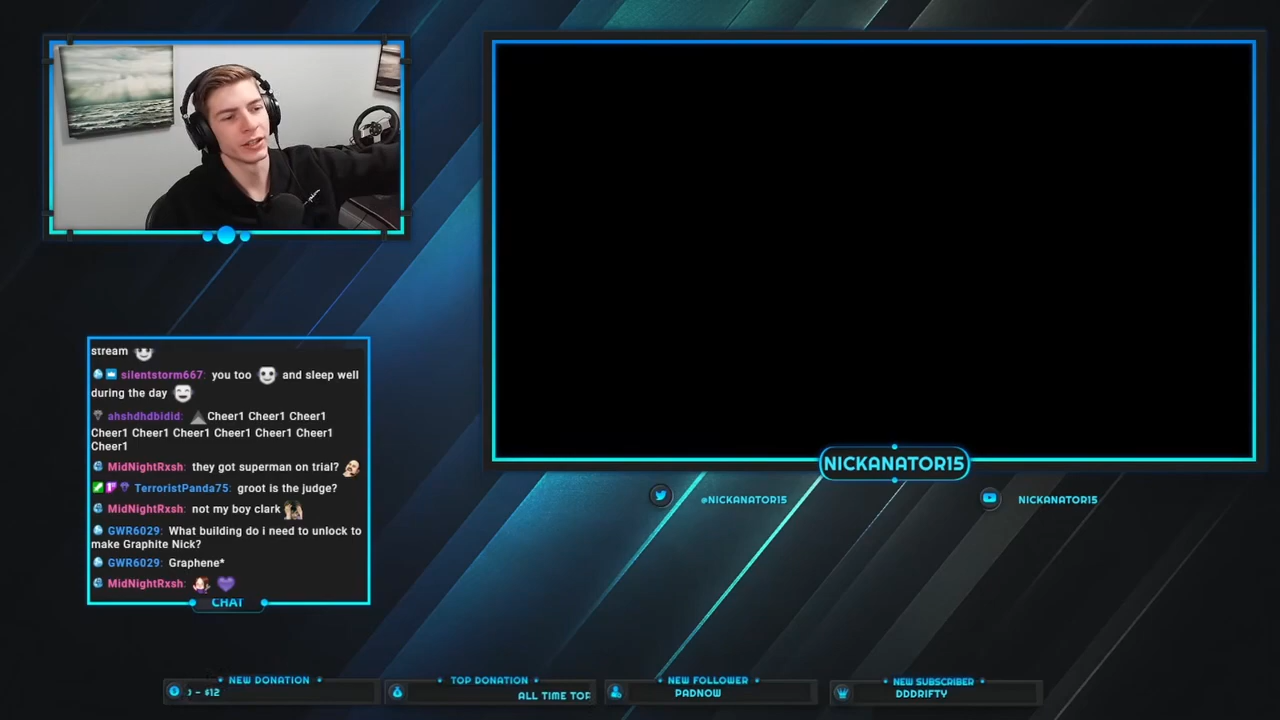 stream
silentstorm667: you too and sleep well
during the day
ahshdhdbidid: Cheer1 Cheer1 Cheer1
Cheer1 Cheer1 Cheer1 Cheer1 Cheer1 Cheer1
Cheer1
MidNightRxsh: they got superman on trial?
TerroristPanda75: groot is the judge?
MidNightRxsh: not my boy clark
GWR6029: What building do i need to unlock to
make Graphite Nick?
GWR6029: Graphene*
MidNightRxsh:
CHAT
NICKANATOR15
@NICKANATOR15
NICKANATOR15
NEW DONATION
- $12
TOP DONATION
ALL TIME TOP
NEW FOLLOWER
PADNOW
NEW SUBSCRIBER
DDDRIFTY